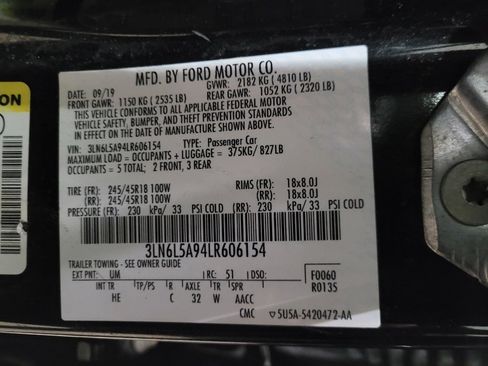 MFD. BY FORD MOTOR CO.
DATE: 09/19 GVWR: 2182 KG ( 4810 LB)
FRONT GAWR: 1150 KG ( 2535 LB) REAR GAWR: 1052 KG ( 2320 LB)
THIS VEHICLE CONFORMS TO ALL APPLICABLE FEDERAL MOTOR
VEHICLE SAFETY, BUMPER, AND THEFT PREVENTION STANDARDS
IN EFFECT ON THE DATE OF MANUFACTURE SHOWN ABOVE.
VIN: 3LN6L5A94LR606154 TYPE: Passenger Car
MAXIMUM LOAD = OCCUPANTS + LUGGAGE = 375KG/ 827LB
OCCUPANTS = 5 TOTAL; 2 FRONT, 3 REAR
TIRE (FR): 245/45R18 100W RIMS (FR): 18x8.0J
(RR): 245/45R18 100W (RR): 18x8.0J
PRESSURE (FR): 230 kPa/ 33 PSI COLD (RR): 230 kPa/ 33 PSI COLD
3LN6L5A94LR606154
TRAILER TOWING - SEE OWNER GUIDE
EXT PNT: UM RC: 51 DSO: F0060
INT TR TP/PS R AXLE TR SPR R0135
HE C 32 W AACC
CMC 5U5A-5420472-AA
ON